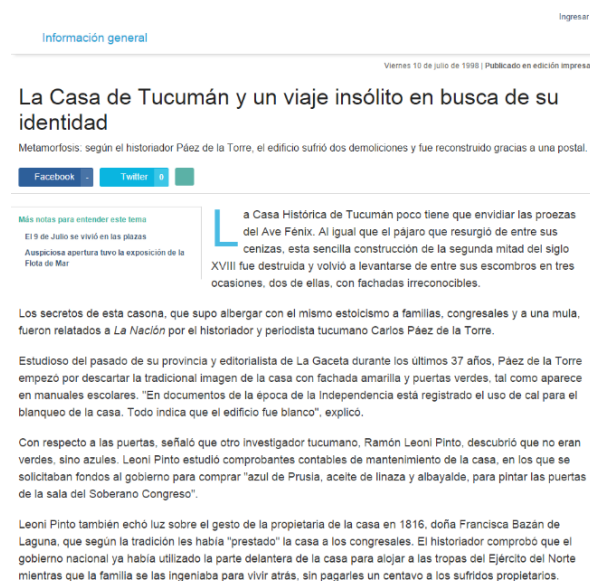 Ingresar
Información general
Viernes 10 de julio de 1998 | Publicado en edición impresa
La Casa de Tucumán y un viaje insólito en busca de su
identidad
Metamorfosis: según el historiador Páez de la Torre, el edificio sufrió dos demoliciones y fue reconstruido gracias a una postal.
Facebook - Twitter 0
Más notas para entender este tema
El 9 de Julio se vivió en las plazas
Auspiciosa apertura tuvo la exposición de la
Flota de Mar
La Casa Histórica de Tucumán poco tiene que envidiar las proezas
del Ave Fénix. Al igual que el pájaro que resurgió de entre sus
cenizas, esta sencilla construcción de la segunda mitad del siglo
XVIII fue destruida y volvió a levantarse de entre sus escombros en tres
ocasiones, dos de ellas, con fachadas irreconocibles.
Los secretos de esta casona, que supo albergar con el mismo estoicismo a familias, congresales y a una mula,
fueron relatados a La Nación por el historiador y periodista tucumano Carlos Páez de la Torre.
Estudioso del pasado de su provincia y editorialista de La Gaceta durante los últimos 37 años, Páez de la Torre
empezó por descartar la tradicional imagen de la casa con fachada amarilla y puertas verdes, tal como aparece
en manuales escolares. "En documentos de la época de la Independencia está registrado el uso de cal para el
blanqueo de la casa. Todo indica que el edificio fue blanco", explicó.
Con respecto a las puertas, señaló que otro investigador tucumano, Ramón Leoni Pinto, descubrió que no eran
verdes, sino azules. Leoni Pinto estudió comprobantes contables de mantenimiento de la casa, en los que se
solicitaban fondos al gobierno para comprar "azul de Prusia, aceite de linaza y albayalde, para pintar las puertas
de la sala del Soberano Congreso".
Leoni Pinto también echó luz sobre el gesto de la propietaria de la casa en 1816, doña Francisca Bazán de
Laguna, que según la tradición les había "prestado" la casa a los congresales. El historiador comprobó que el
gobierno nacional ya había utilizado la parte delantera de la casa para alojar a las tropas del Ejército del Norte
mientras que la familia se las ingeniaba para vivir atrás, sin pagarles un centavo a los sufridos propietarios.